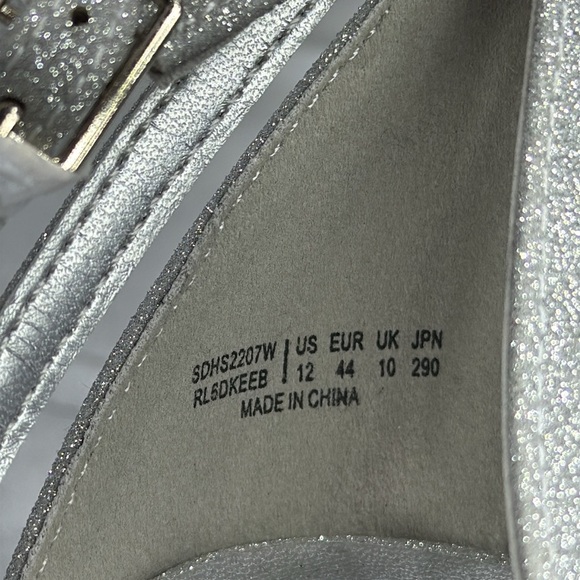 SDHS2207W | US EUR UK JPN
RL6DKEEB | 12 44 10 290
MADE IN CHINA